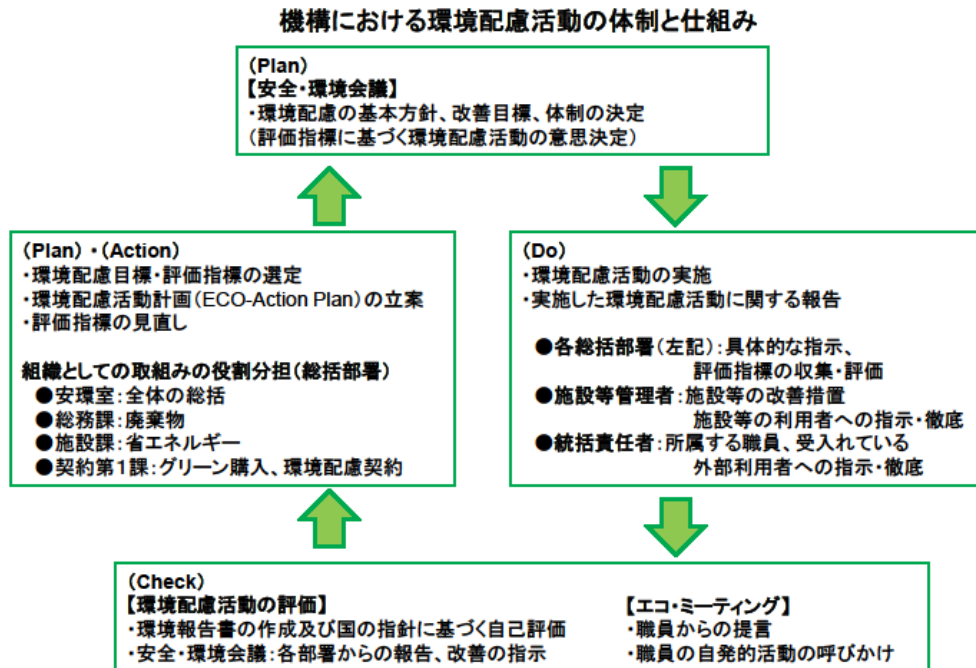 機構における環境配慮活動の体制と仕組み
(Plan)
【安全・環境会議】
・環境配慮の基本方針、改善目標、体制の決定
(評価指標に基づく環境配慮活動の意思決定)
(Plan)・(Action)
・環境配慮目標・評価指標の選定
・環境配慮活動計画(ECO-Action Plan)の立案
・評価指標の見直し
組織としての取組みの役割分担(総括部署)
●安環室:全体の総括
●総務課:廃棄物
●施設課:省エネルギー
●契約第1課:グリーン購入、環境配慮契約
(Do)
・環境配慮活動の実施
・実施した環境配慮活動に関する報告
●各総括部署(左記):具体的な指示、
評価指標の収集・評価
●施設等管理者:施設等の改善措置
施設等の利用者への指示・徹底
●統括責任者:所属する職員、受入れている
外部利用者への指示・徹底
(Check)
【環境配慮活動の評価】
・環境報告書の作成及び国の指針に基づく自己評価
・安全・環境会議:各部署からの報告、改善の指示
【エコ・ミーティング】
・職員からの提言
・職員の自発的活動の呼びかけ